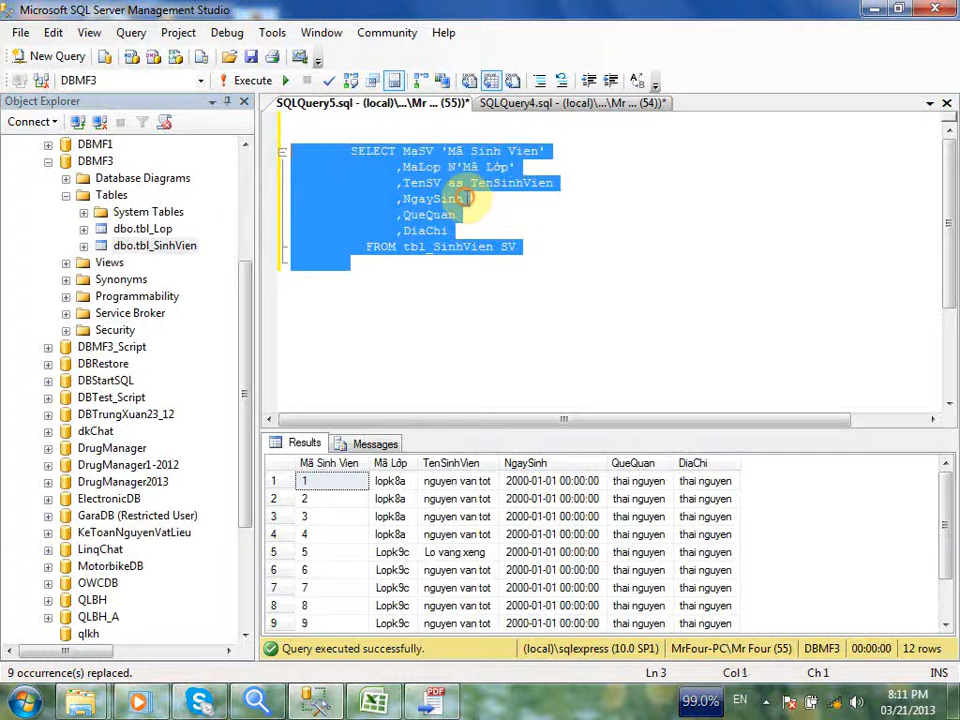 Microsoft SQL Server Management Studio
File Edit View Query Project Debug Tools Window Community Help
New Query
DBMF3 Execute
Object Explorer
SQLQuery5.sql - (local)\...\Mr ... (55))* SQLQuery4.sql - (local)\...\Mr ... (54))*
Connect
DBMF1
DBMF3
Database Diagrams
Tables
System Tables
dbo.tbl_Lop
dbo.tbl_SinhVien
Views
Synonyms
Programmability
Service Broker
Security
DBMF3_Script
DBRestore
DBStartSQL
DBTest_Script
DBTrungXuan23_12
dkChat
DrugManager
DrugManager1-2012
DrugManager2013
ElectronicDB
GaraDB (Restricted User)
KeToanNguyenVatLieu
LinqChat
MotorbikeDB
OWCDB
QLBH
QLBH_A
qlkh
SELECT MaSV 'Mã Sinh Vien'
,MaLop N'Mã Lớp'
,TenSV as TenSinhVien
,NgaySinh
,QueQuan
,DiaChi
FROM tbl_SinhVien SV
Results Messages
Mã Sinh Vien Mã Lớp TenSinhVien NgaySinh QueQuan DiaChi
1 1 lopk8a nguyen van tot 2000-01-01 00:00:00 thai nguyen thai nguyen
2 2 lopk8a nguyen van tot 2000-01-01 00:00:00 thai nguyen thai nguyen
3 3 lopk8a nguyen van tot 2000-01-01 00:00:00 thai nguyen thai nguyen
4 4 lopk8a nguyen van tot 2000-01-01 00:00:00 thai nguyen thai nguyen
5 5 Lopk9c Lo vang xeng 2000-01-01 00:00:00 thai nguyen thai nguyen
6 6 Lopk9c nguyen van tot 2000-01-01 00:00:00 thai nguyen thai nguyen
7 7 Lopk9c nguyen van tot 2000-01-01 00:00:00 thai nguyen thai nguyen
8 8 Lopk9c nguyen van tot 2000-01-01 00:00:00 thai nguyen thai nguyen
9 9 Lopk9c nguyen van tot 2000-01-01 00:00:00 thai nguyen thai nguyen
Query executed successfully. (local)\sqlexpress (10.0 SP1) MrFour-PC\Mr Four (55) DBMF3 00:00:00 12 rows
9 occurrence(s) replaced. Ln 3 Col 1 Ch 1 INS
PDF 99.0% EN 8:11 PM
03/21/2013